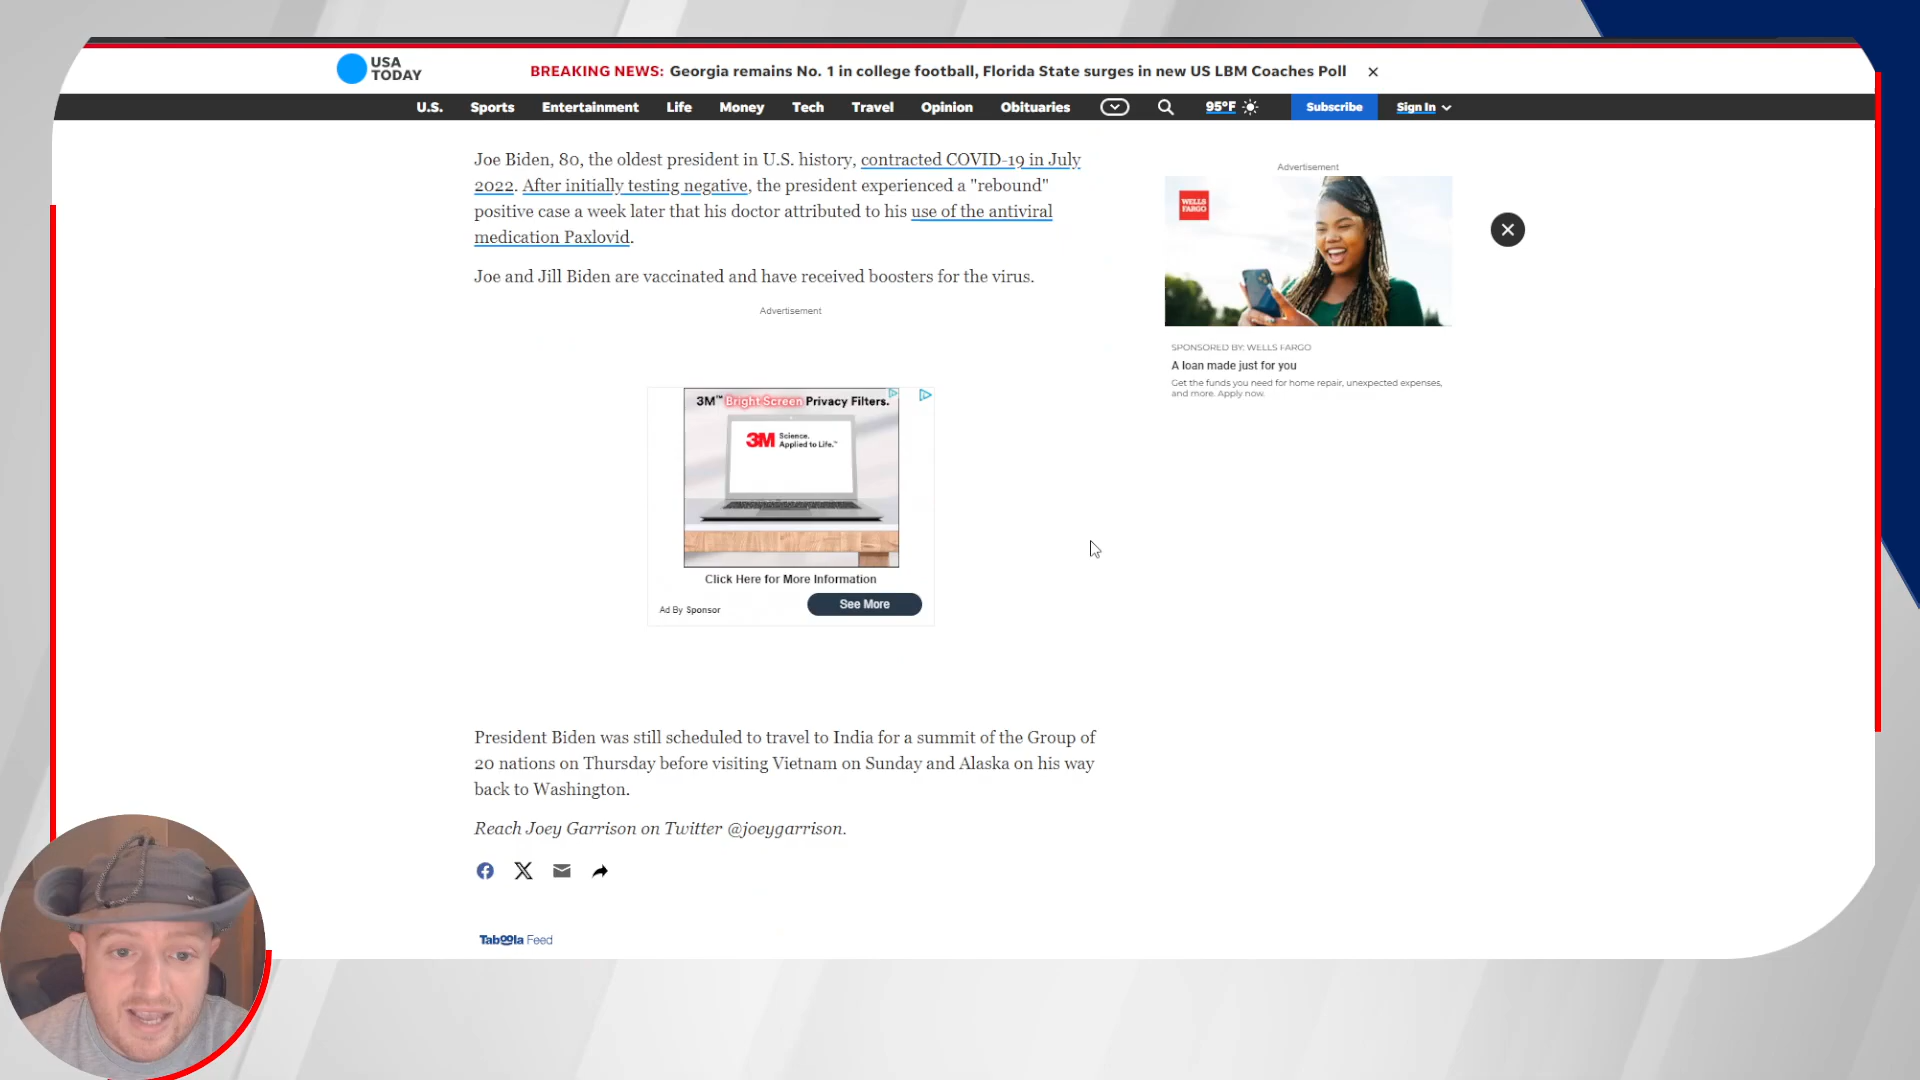 USA
TODAY
BREAKING NEWS: Georgia remains No. 1 in college football, Florida State surges in new US LBM Coaches Poll
U.S. Sports Entertainment Life Money Tech Travel Opinion Obituaries 95°F Subscribe Sign In
Joe Biden, 80, the oldest president in U.S. history, contracted COVID-19 in July
2022. After initially testing negative, the president experienced a "rebound"
positive case a week later that his doctor attributed to his use of the antiviral
medication Paxlovid.
Joe and Jill Biden are vaccinated and have received boosters for the virus.
Advertisement
3M™ Bright Screen Privacy Filters.
3M Science.
Applied to Life.™
Click Here for More Information
Ad By Sponsor
See More
President Biden was still scheduled to travel to India for a summit of the Group of
20 nations on Thursday before visiting Vietnam on Sunday and Alaska on his way
back to Washington.
Reach Joey Garrison on Twitter @joeygarrison.
Taboola Feed
Advertisement
WELLS
FARGO
SPONSORED BY: WELLS FARGO
A loan made just for you
Get the funds you need for home repair, unexpected expenses,
and more. Apply now.